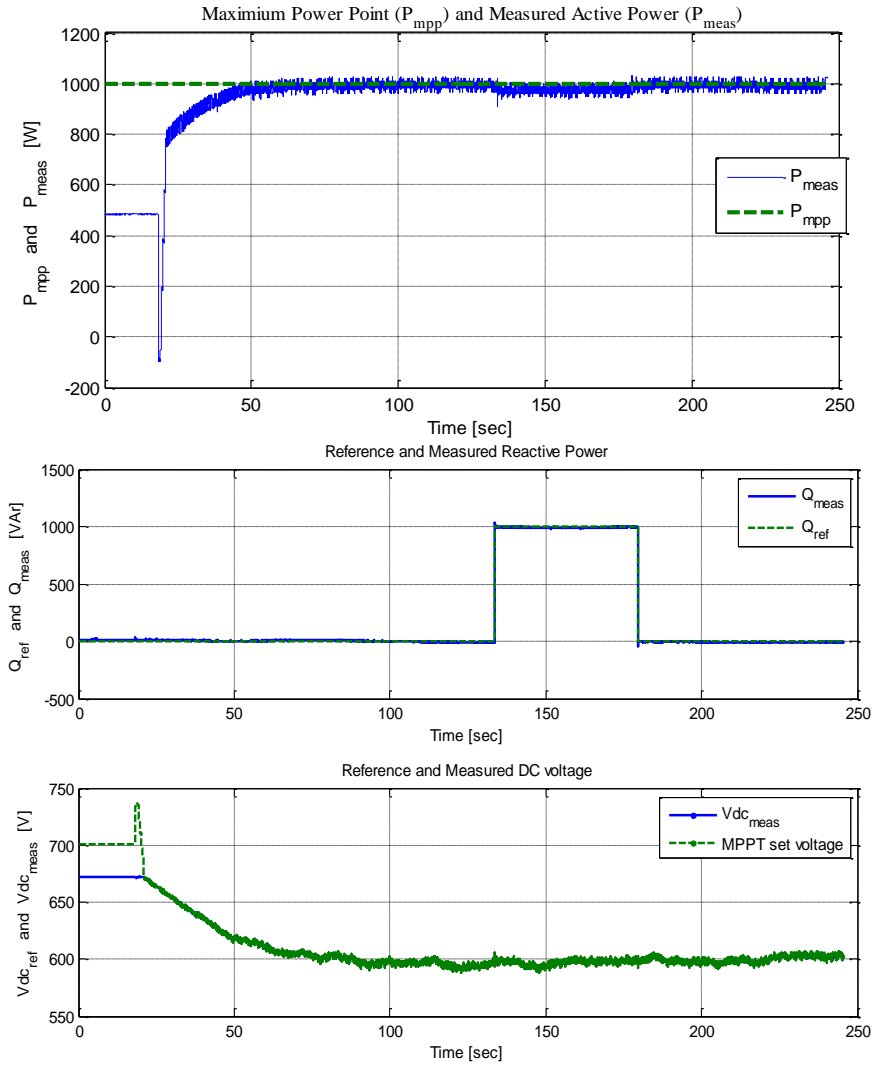 Maximium Power Point (Pmpp) and Measured Active Power (Pmeas)
1200
1000
800
600
400
200
0
-200
Pmpp and Pmeas [W]
Pmeas
Pmpp
0 50 100 150 200 250
Time [sec]
Reference and Measured Reactive Power
1500
1000
500
0
-500
Qref and Qmeas [VAr]
Qmeas
Qref
0 50 100 150 200 250
Time [sec]
Reference and Measured DC voltage
750
700
650
600
550
Vdcref and Vdcmeas [V]
Vdcmeas
MPPT set voltage
0 50 100 150 200 250
Time [sec]